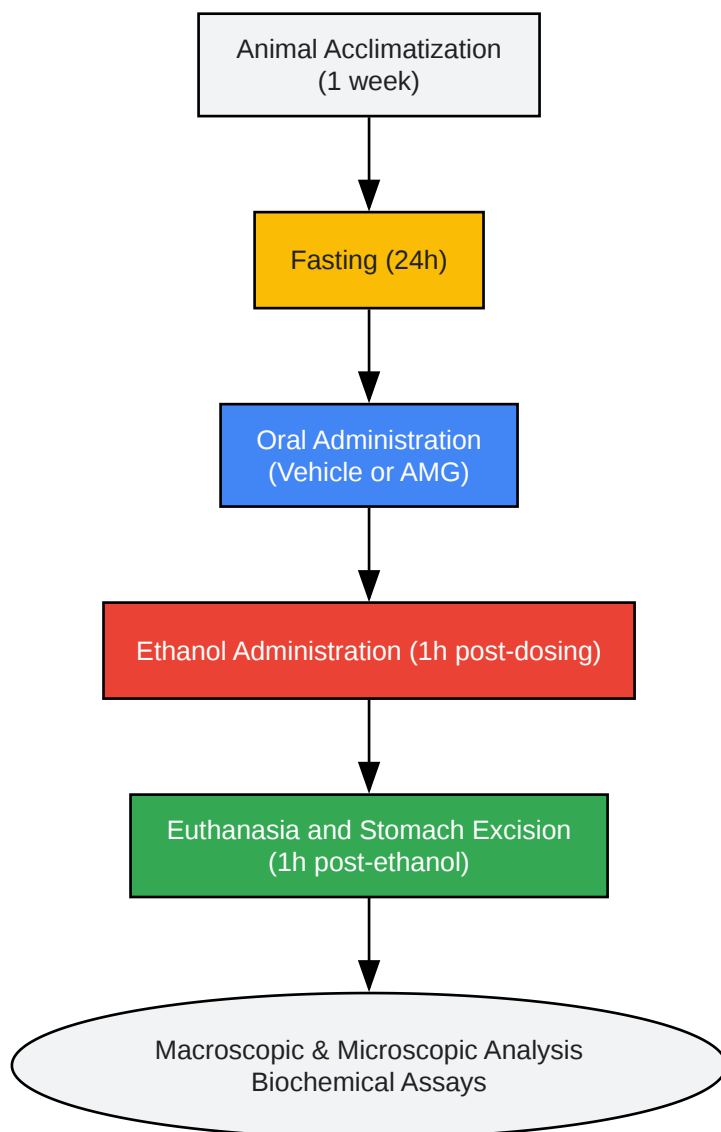 Animal Acclimatization
(1 week)
Fasting (24h)
Oral Administration
(Vehicle or AMG)
Ethanol Administration (1h post-dosing)
Euthanasia and Stomach Excision
(1h post-ethanol)
Macroscopic & Microscopic Analysis
Biochemical Assays